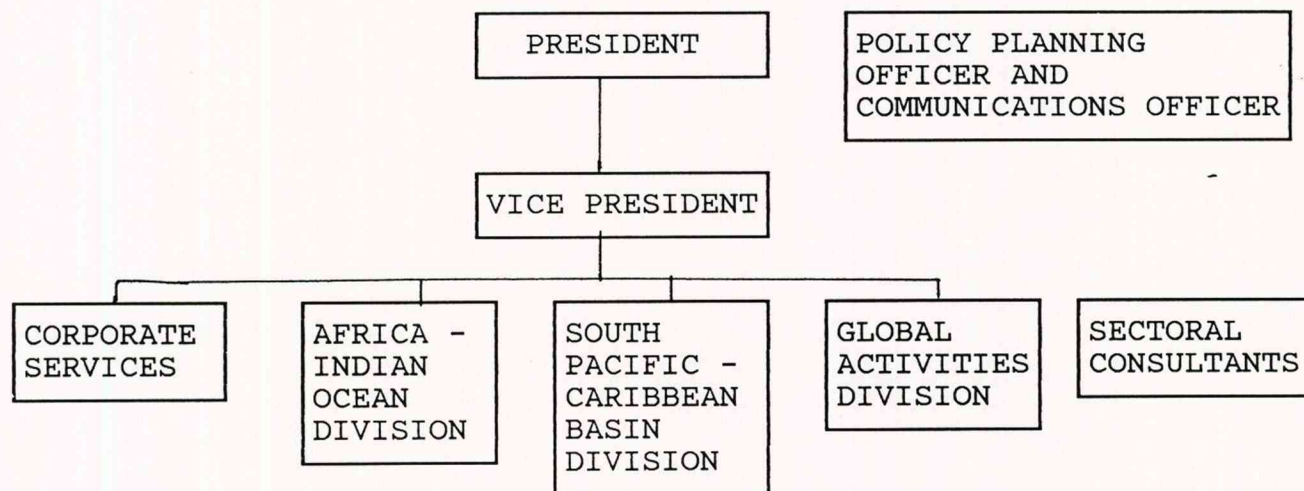 PRESIDENT
POLICY PLANNING
OFFICER AND
COMMUNICATIONS OFFICER
VICE PRESIDENT
CORPORATE
SERVICES
AFRICA -
INDIAN
OCEAN
DIVISION
SOUTH
PACIFIC -
CARIBBEAN
BASIN
DIVISION
GLOBAL
ACTIVITIES
DIVISION
SECTORAL
CONSULTANTS